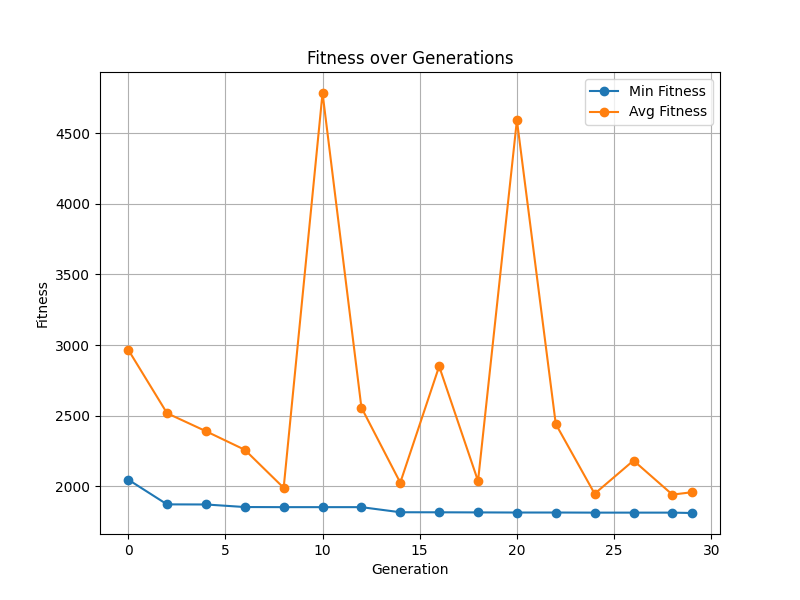 Fitness over Generations
Min Fitness
Avg Fitness
4500
4000
3500
3000
2500
2000
Fitness
0 5 10 15 20 25 30
Generation